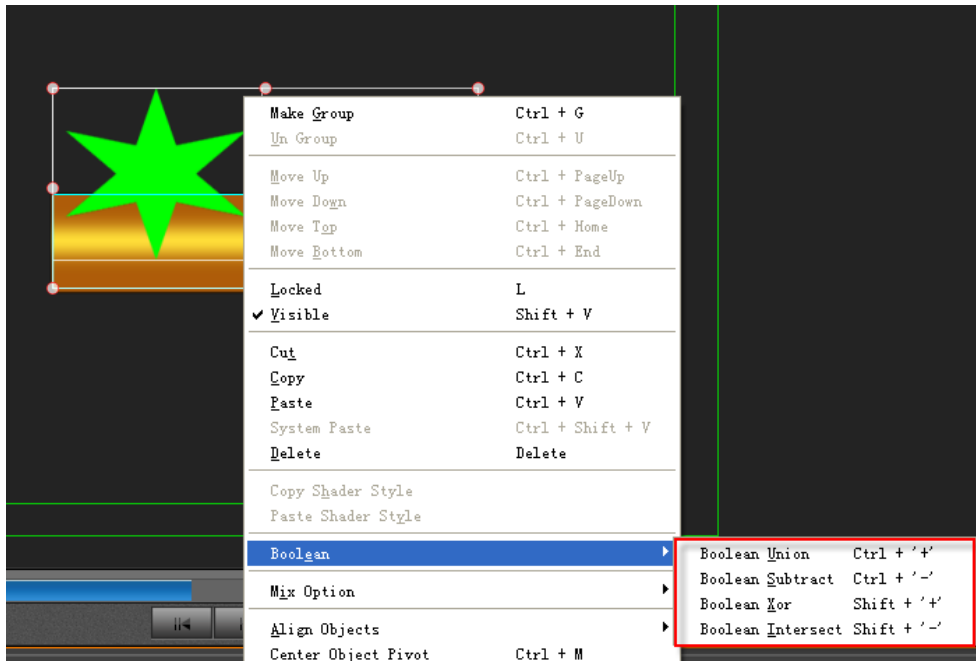 Make Group Ctrl + G
Un Group Ctrl + U
Move Up Ctrl + PageUp
Move Down Ctrl + PageDown
Move Top Ctrl + Home
Move Bottom Ctrl + End
Locked L
Visible Shift + V
Cut Ctrl + X
Copy Ctrl + C
Paste Ctrl + V
System Paste Ctrl + Shift + V
Delete Delete
Copy Shader Style
Paste Shader Style
Boolean
Boolean Union Ctrl + '+'
Boolean Subtract Ctrl + '-'
Boolean Xor Shift + '+'
Boolean Intersect Shift + '-'
Mix Option
Align Objects
Center Object Pivot Ctrl + M